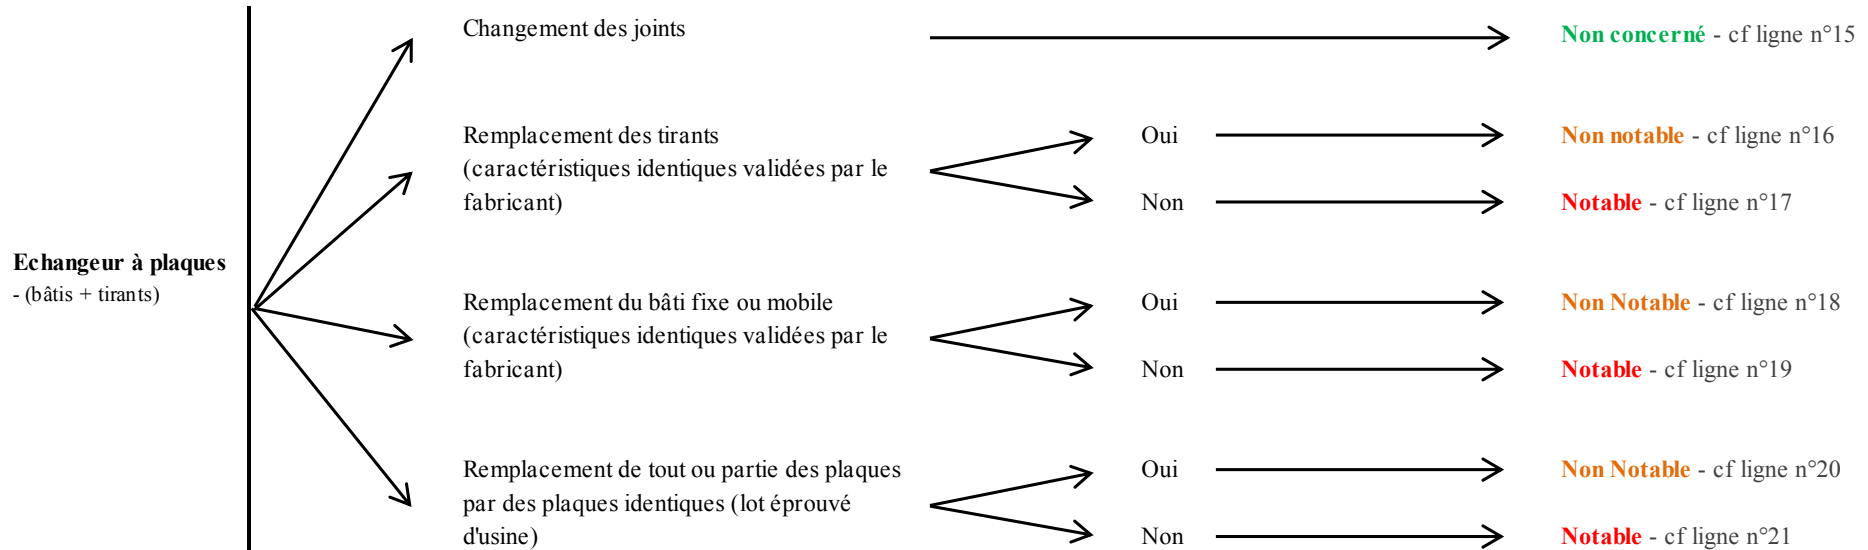 Changement des joints
Non concerné - cf ligne n°15
Remplacement des tirants
(caractéristiques identiques validées par le
fabricant)
Oui
Non notable - cf ligne n°16
Non
Notable - cf ligne n°17
Echangeur à plaques
- (bâtis + tirants)
Remplacement du bâti fixe ou mobile
(caractéristiques identiques validées par le
fabricant)
Oui
Non Notable - cf ligne n°18
Non
Notable - cf ligne n°19
Remplacement de tout ou partie des plaques
par des plaques identiques (lot éprouvé
d'usine)
Oui
Non Notable - cf ligne n°20
Non
Notable - cf ligne n°21